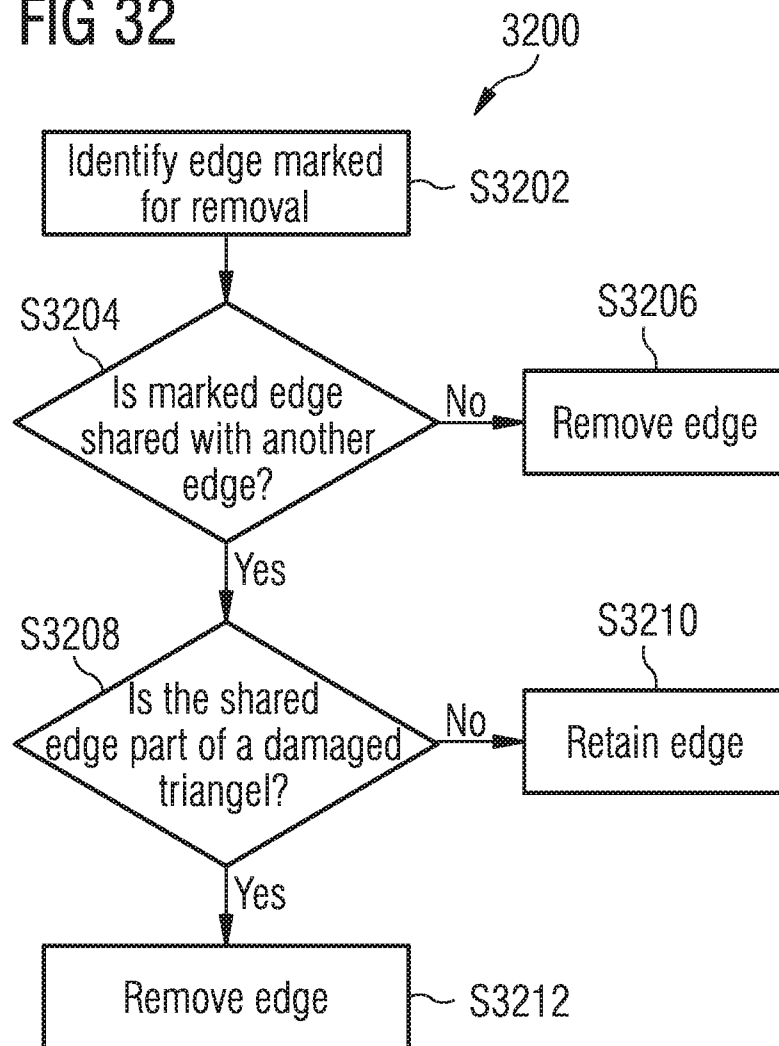 FIG 32
3200
Identify edge marked
for removal
S3202
S3204
Is marked edge
shared with another
edge?
No
S3206
Remove edge
Yes
S3208
Is the shared
edge part of a damaged
triangel?
No
S3210
Retain edge
Yes
Remove edge
S3212